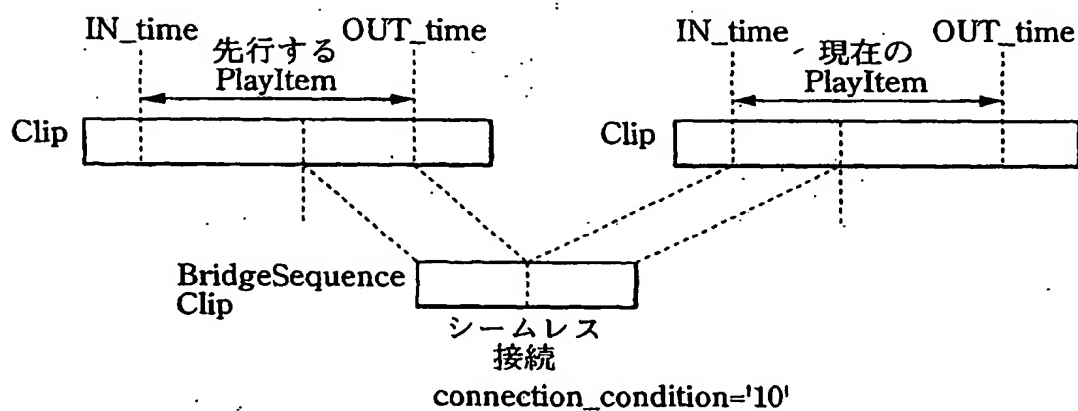 IN_time
先行する
PlayItem
OUT_time
IN_time
現在の
PlayItem
OUT_time
Clip
Clip
BridgeSequence
Clip
シームレス
接続
connection_condition='10'